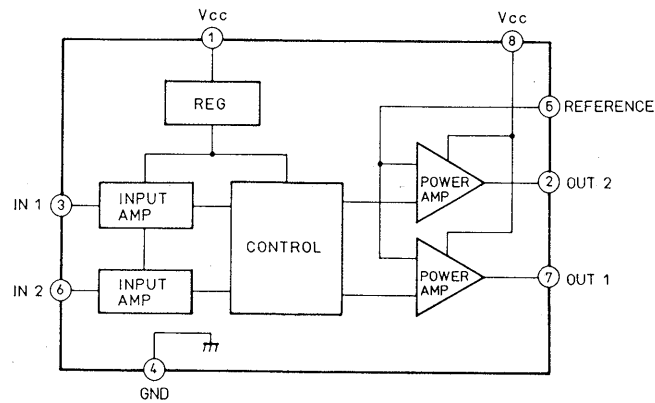 Vcc
Vcc
1
8
REG
5
REFERENCE
IN 1
3
INPUT
AMP
CONTROL
POWER
AMP
2
OUT 2
IN 2
6
INPUT
AMP
POWER
AMP
7
OUT 1
4
GND